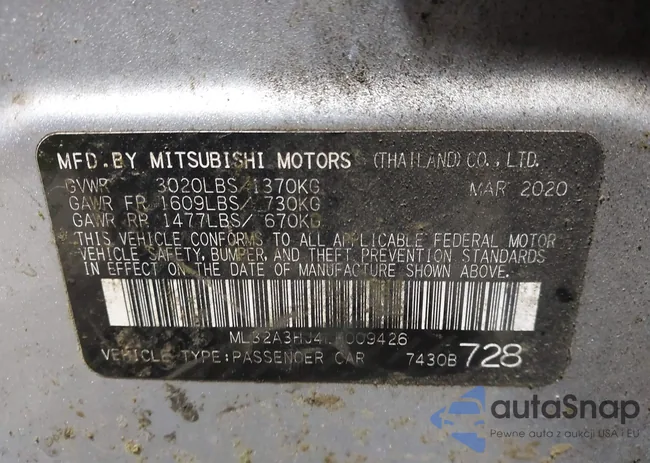 MFD. BY MITSUBISHI MOTORS (THAILAND) CO., LTD.
GVWR 3020LBS/1370KG MAR 2020
GAWR FR 1609LBS/ 730KG
GAWR RR 1477LBS/ 670KG
THIS VEHICLE CONFORMS TO ALL APPLICABLE FEDERAL MOTOR
VEHICLE SAFETY, BUMPER, AND THEFT PREVENTION STANDARDS
IN EFFECT ON THE DATE OF MANUFACTURE SHOWN ABOVE.
VEHICLE TYPE:PASSENGER CAR 7430B 728
autoSnap
Pewne auto z aukcji USA i EU